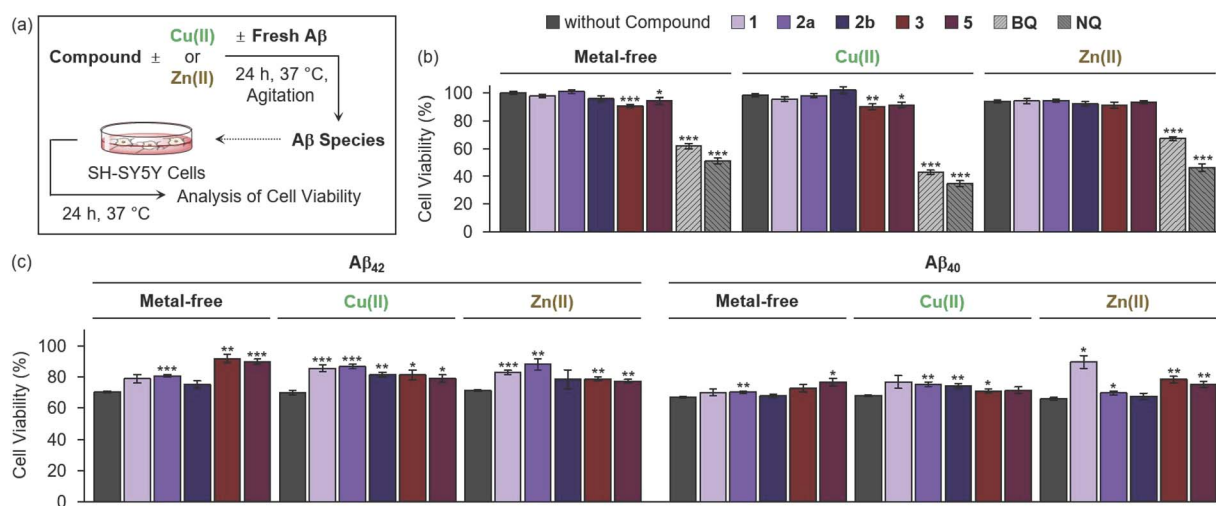 without Compound 1 2a 2b 3 5 BQ NQ
(a)
Cu(II) ± Fresh Aβ
Compound ± or
Zn(II) 24 h, 37 °C,
Agitation
Aβ Species
SH-SY5Y Cells
Analysis of Cell Viability
24 h, 37 °C
(b)
Metal-free Cu(II) Zn(II)
Cell Viability (%)
100
80
60
40
20
0
*** * *** ***
** * *** ***
*** ***
(c)
Aβ42 Aβ40
Metal-free Cu(II) Zn(II) Metal-free Cu(II) Zn(II)
Cell Viability (%)
100
80
60
40
20
0
*** ** ***
*** *** ** * *
*** ** ** **
** *
** ** *
* * ** **